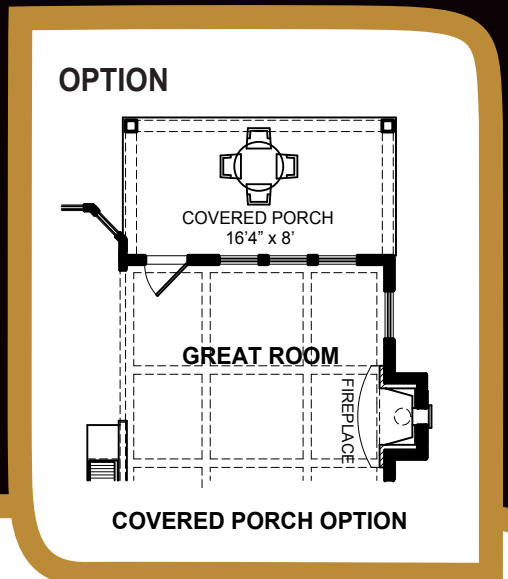 OPTION
COVERED PORCH
16'4" x 8'
GREAT ROOM
FIREPLACE
COVERED PORCH OPTION